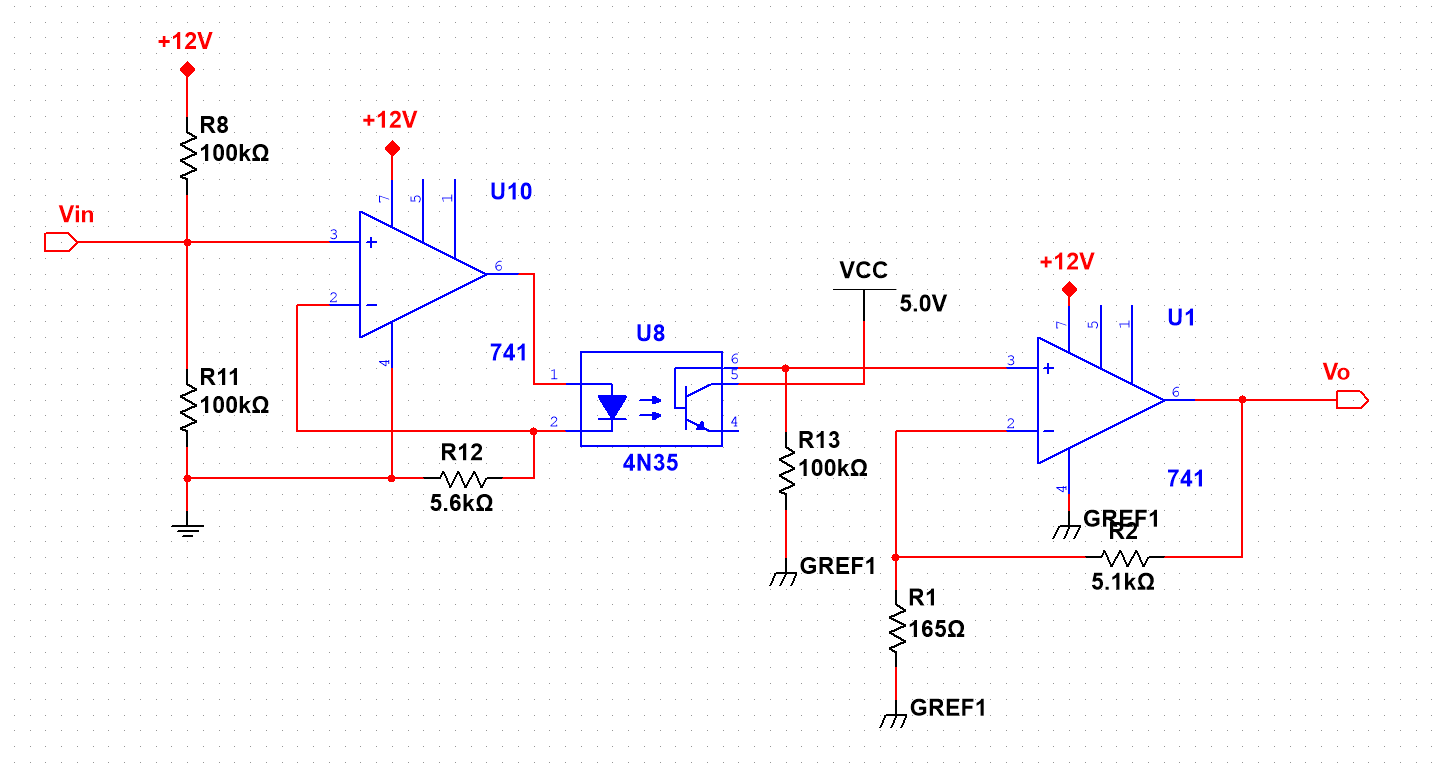 +12V
R8
100kΩ
+12V
7
5
1
U10
Vin
3
+
2
−
6
4
741
R11
100kΩ
R12
5.6kΩ
U8
1
2
6
5
4
4N35
VCC
5.0V
R13
100kΩ
GREF1
+12V
7
5
1
U1
3
+
2
−
6
4
741
Vo
GREF1
R2
5.1kΩ
R1
165Ω
GREF1